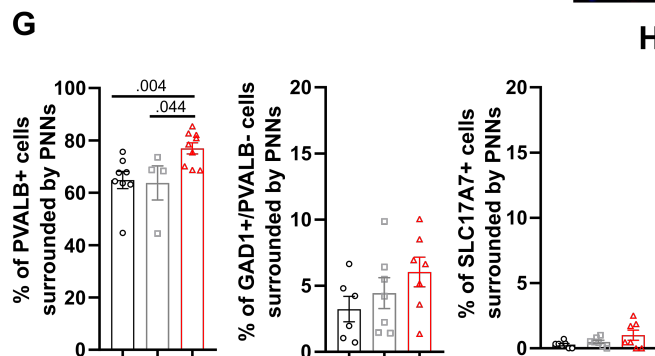 G
H
% of PVALB+ cells
surrounded by PNNs
100
80
60
40
20
0
.004
.044
% of GAD1+/PVALB- cells
surrounded by PNNs
20
15
10
5
0
% of SLC17A7+ cells
surrounded by PNNs
20
15
10
5
0